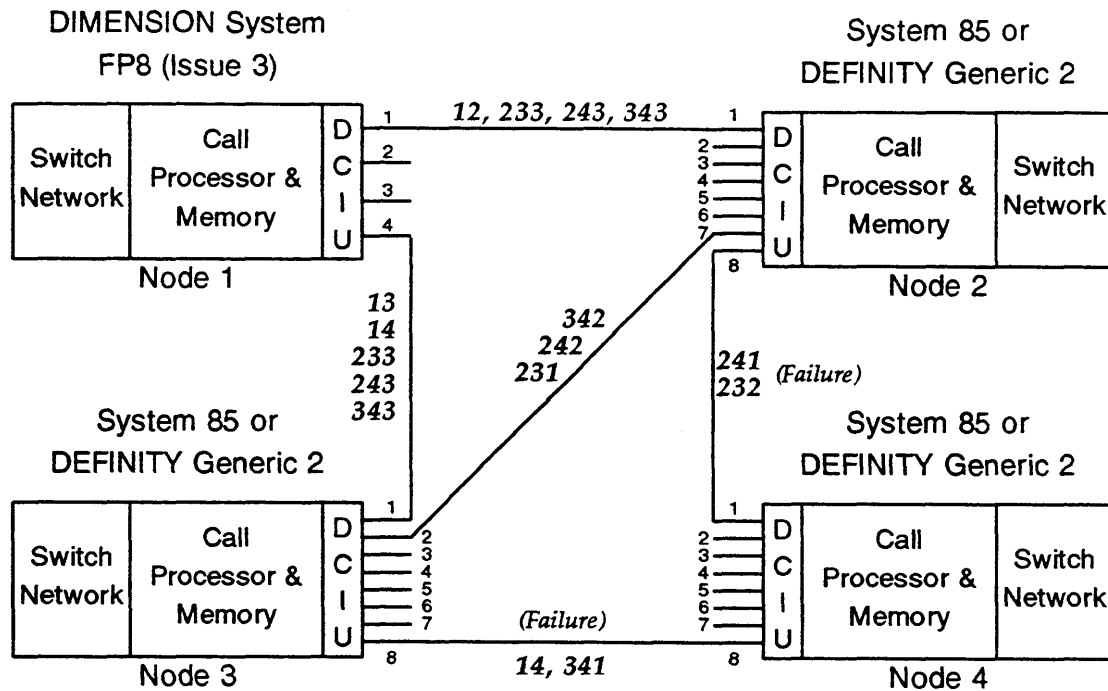 DIMENSION System
FP8 (Issue 3)
System 85 or
DEFINITY Generic 2
Switch
Network
Call
Processor &
Memory
D
C
I
U
1
2
3
4
Node 1
12, 233, 243, 343
1
2
3
4
5
6
7
8
D
C
I
U
Call
Processor &
Memory
Switch
Network
Node 2
13
14
233
243
343
342
242
231
241
232
(Failure)
System 85 or
DEFINITY Generic 2
System 85 or
DEFINITY Generic 2
Switch
Network
Call
Processor &
Memory
D
C
I
U
1
2
3
4
5
6
7
8
Node 3
(Failure)
14, 341
1
2
3
4
5
6
7
8
D
C
I
U
Call
Processor &
Memory
Switch
Network
Node 4